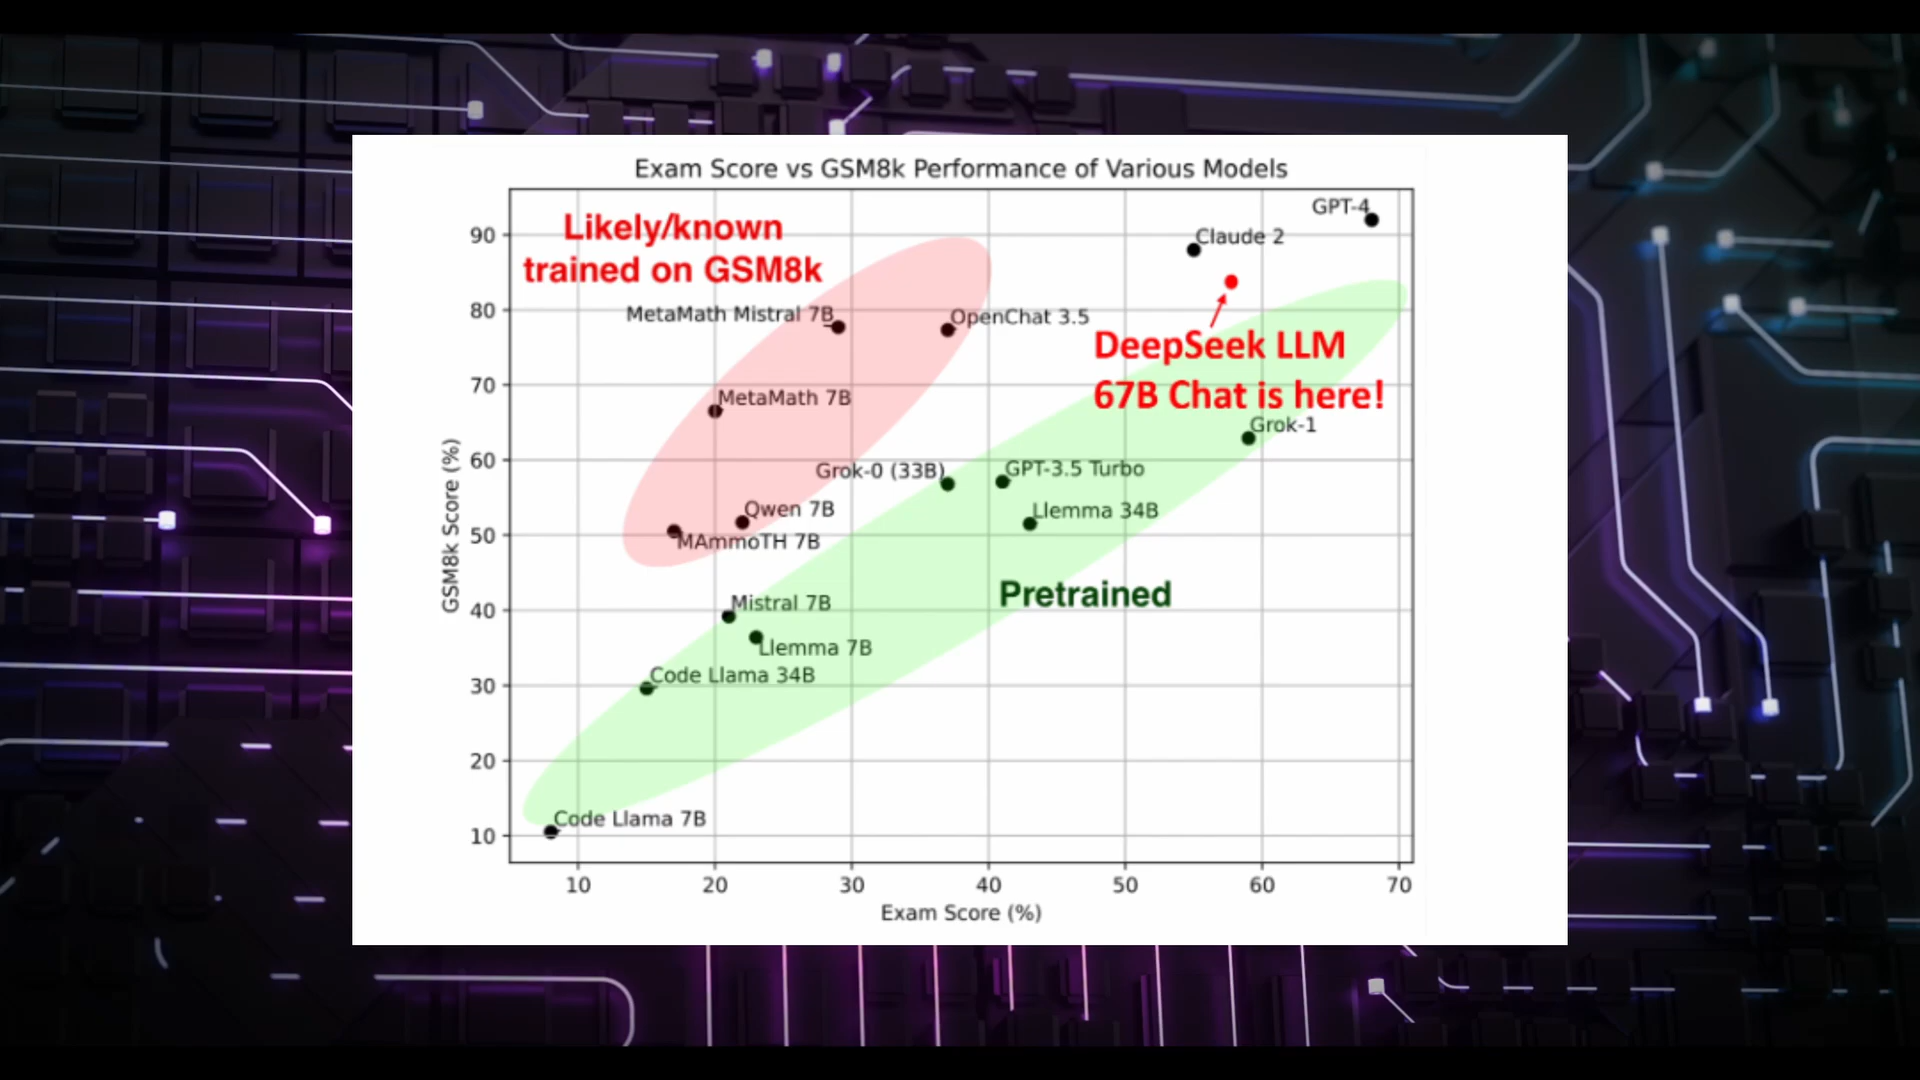 Exam Score vs GSM8k Performance of Various Models
Likely/known
trained on GSM8k
GPT-4
Claude 2
MetaMath Mistral 7B
OpenChat 3.5
DeepSeek LLM
67B Chat is here!
MetaMath 7B
Grok-1
Grok-0 (33B)
GPT-3.5 Turbo
Qwen 7B
Llemma 34B
MAmmoTH 7B
Pretrained
Mistral 7B
Llemma 7B
Code Llama 34B
Code Llama 7B
GSM8k Score (%)
90
80
70
60
50
40
30
20
10
10 20 30 40 50 60 70
Exam Score (%)